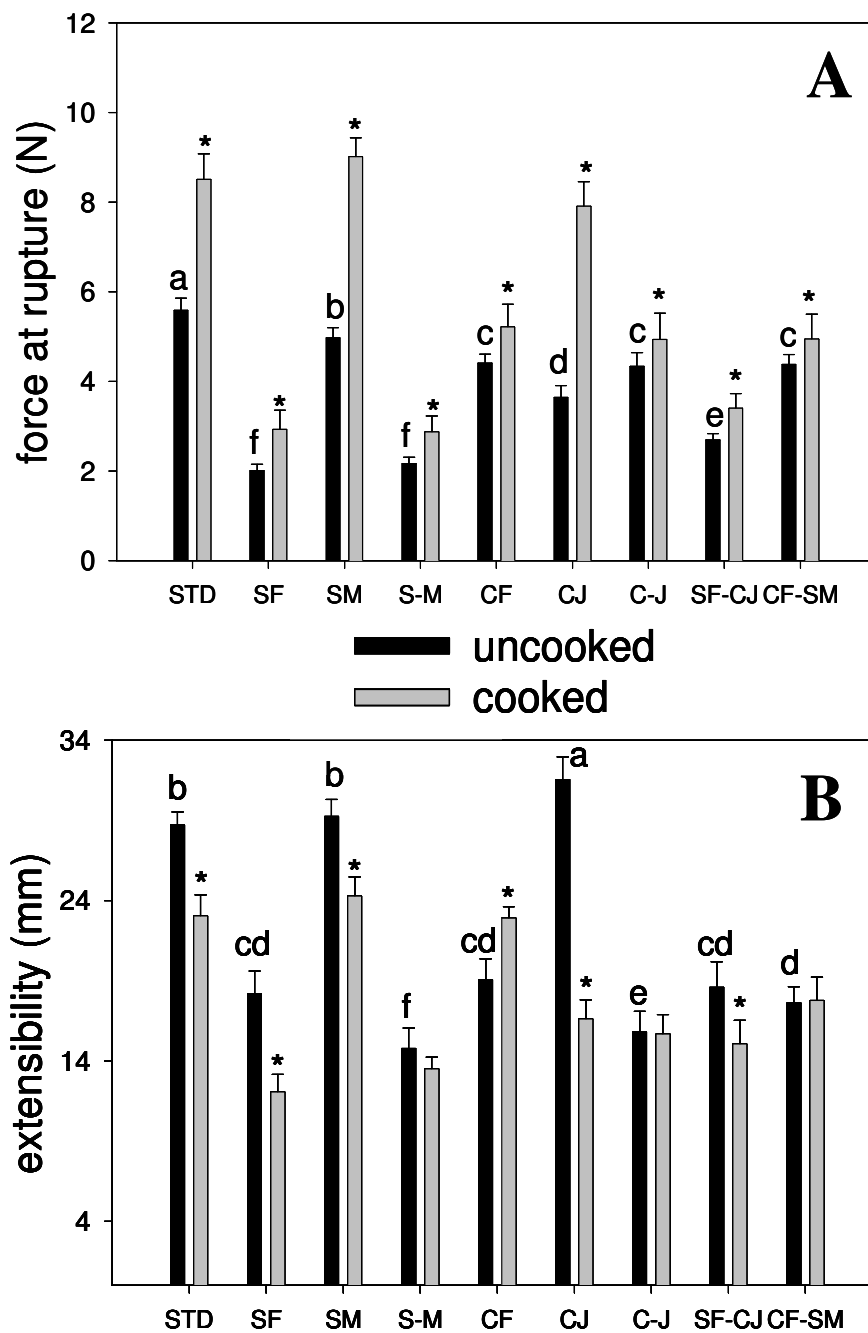 12
A
10
8
6
4
2
0
force at rupture (N)
* * * * * * * * *
a f b f c d c e c
STD SF SM S-M CF CJ C-J SF-CJ CF-SM
uncooked
cooked
34
B
24
14
4
extensibility (mm)
b cd b f cd a e cd d
* * * * * *
STD SF SM S-M CF CJ C-J SF-CJ CF-SM